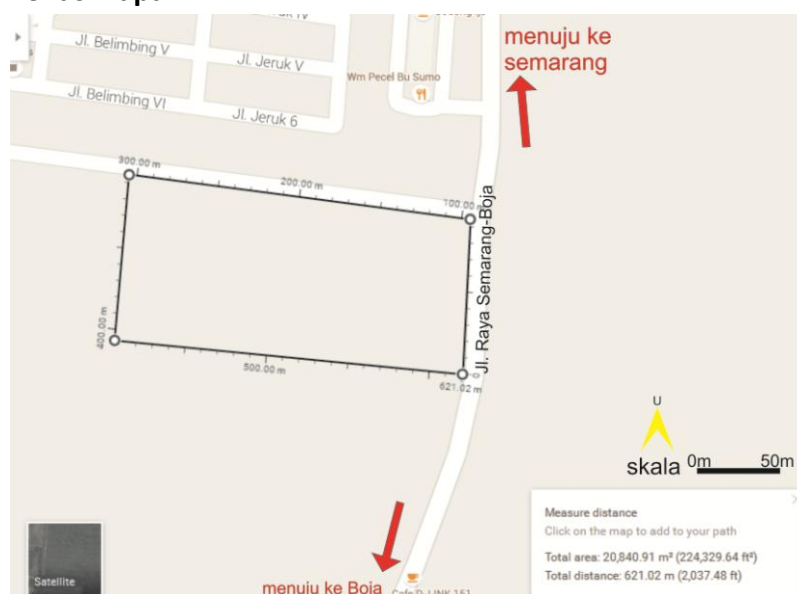 Jl. Belimbing V
Jl. Jeruk V
Jl. Belimbing VI
Jl. Jeruk 6
Wm Pecel Bu Sumo
menuju ke
semarang
300.00 m
200.00 m
100.00 m
Jl. Raya Semarang-Boja
400.00 m
500.00 m
0
621.02 m
U
skala 0m 50m
Measure distance
Click on the map to add to your path
Total area: 20,840.91 m² (224,329.64 ft²)
Total distance: 621.02 m (2,037.48 ft)
Satellite
menuju ke Boja